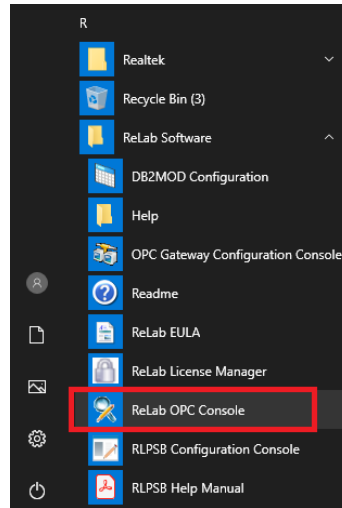 R
Realtek
Recycle Bin (3)
ReLab Software
DB2MOD Configuration
Help
OPC Gateway Configuration Console
Readme
ReLab EULA
ReLab License Manager
ReLab OPC Console
RLPSB Configuration Console
RLPSB Help Manual